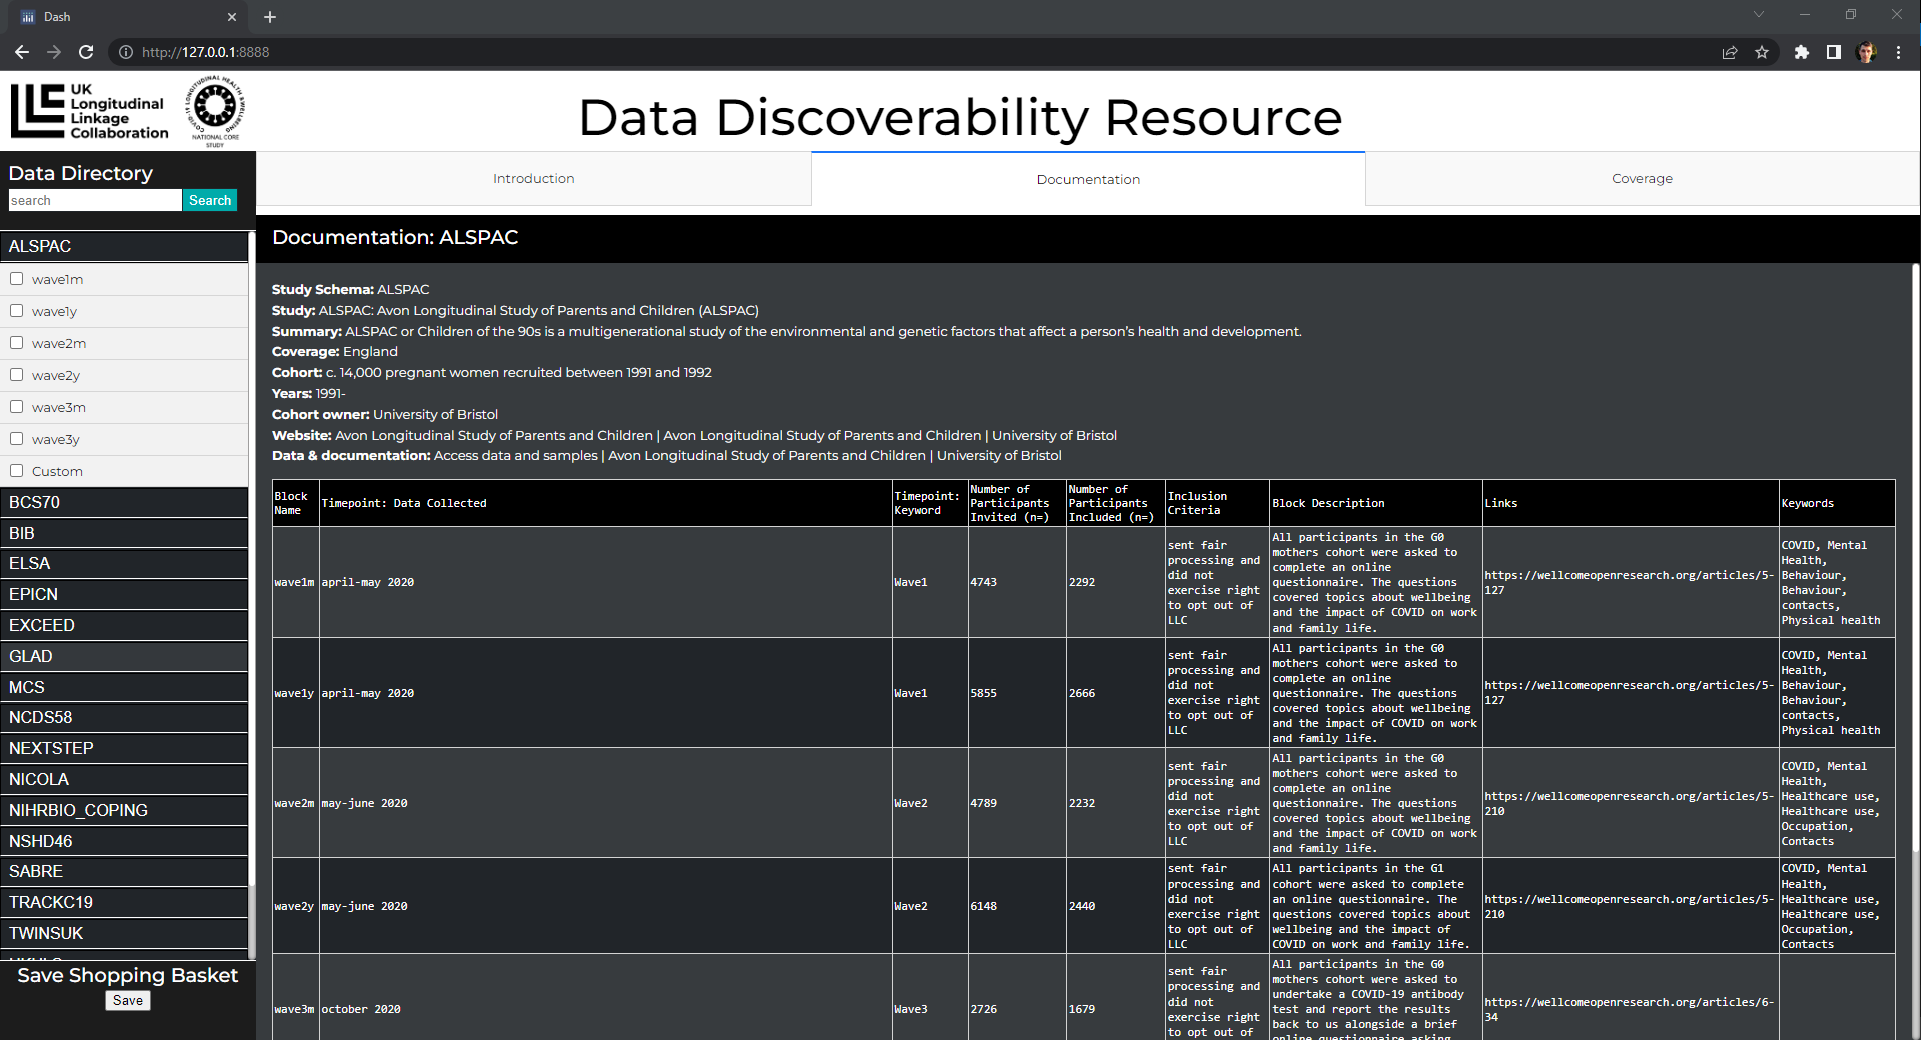 Dash
http://127.0.0.1:8888
UK
Longitudinal
Linkage
Collaboration
LONGITUDINAL HEALTH & WELLBEING
COVID-19
NATIONAL CORE
STUDY
Data Discoverability Resource
Data Directory
search
Search
Introduction
Documentation
Coverage
ALSPAC
wave1m
wave1y
wave2m
wave2y
wave3m
wave3y
Custom
BCS70
BIB
ELSA
EPICN
EXCEED
GLAD
MCS
NCDS58
NEXTSTEP
NICOLA
NIHRBIO_COPING
NSHD46
SABRE
TRACKC19
TWINSUK
Save Shopping Basket
Save
Documentation: ALSPAC
Study Schema: ALSPAC
Study: ALSPAC: Avon Longitudinal Study of Parents and Children (ALSPAC)
Summary: ALSPAC or Children of the 90s is a multigenerational study of the environmental and genetic factors that affect a person's health and development.
Coverage: England
Cohort: c. 14,000 pregnant women recruited between 1991 and 1992
Years: 1991-
Cohort owner: University of Bristol
Website: Avon Longitudinal Study of Parents and Children | Avon Longitudinal Study of Parents and Children | University of Bristol
Data & documentation: Access data and samples | Avon Longitudinal Study of Parents and Children | University of Bristol
Block
Name
Timepoint: Data Collected
Timepoint:
Keyword
Number of
Participants
Invited (n=)
Number of
Participants
Included (n=)
Inclusion
Criteria
Block Description
Links
Keywords
wave1m
april-may 2020
Wave1
4743
2292
sent fair
processing and
did not
exercise right
to opt out of
LLC
All participants in the G0
mothers cohort were asked to
complete an online
questionnaire. The questions
covered topics about wellbeing
and the impact of COVID on work
and family life.
https://wellcomeopenresearch.org/articles/5-
127
COVID, Mental
Health,
Behaviour,
Behaviour,
contacts,
Physical health
wave1y
april-may 2020
Wave1
5855
2666
sent fair
processing and
did not
exercise right
to opt out of
LLC
All participants in the G0
mothers cohort were asked to
complete an online
questionnaire. The questions
covered topics about wellbeing
and the impact of COVID on work
and family life.
https://wellcomeopenresearch.org/articles/5-
127
COVID, Mental
Health,
Behaviour,
Behaviour,
contacts,
Physical health
wave2m
may-june 2020
Wave2
4789
2232
sent fair
processing and
did not
exercise right
to opt out of
LLC
All participants in the G0
mothers cohort were asked to
complete an online
questionnaire. The questions
covered topics about wellbeing
and the impact of COVID on work
and family life.
https://wellcomeopenresearch.org/articles/5-
210
COVID, Mental
Health,
Healthcare use,
Healthcare use,
Occupation,
Contacts
wave2y
may-june 2020
Wave2
6148
2440
sent fair
processing and
did not
exercise right
to opt out of
LLC
All participants in the G1
cohort were asked to complete
an online questionnaire. The
questions covered topics about
wellbeing and the impact of
COVID on work and family life.
https://wellcomeopenresearch.org/articles/5-
210
COVID, Mental
Health,
Healthcare use,
Healthcare use,
Occupation,
Contacts
wave3m
october 2020
Wave3
2726
1679
sent fair
processing and
did not
exercise right
to opt out of
All participants in the G0
mothers cohort were asked to
undertake a COVID-19 antibody
test and report the results
back to us alongside a brief
online questionnaire asking
https://wellcomeopenresearch.org/articles/6-
34